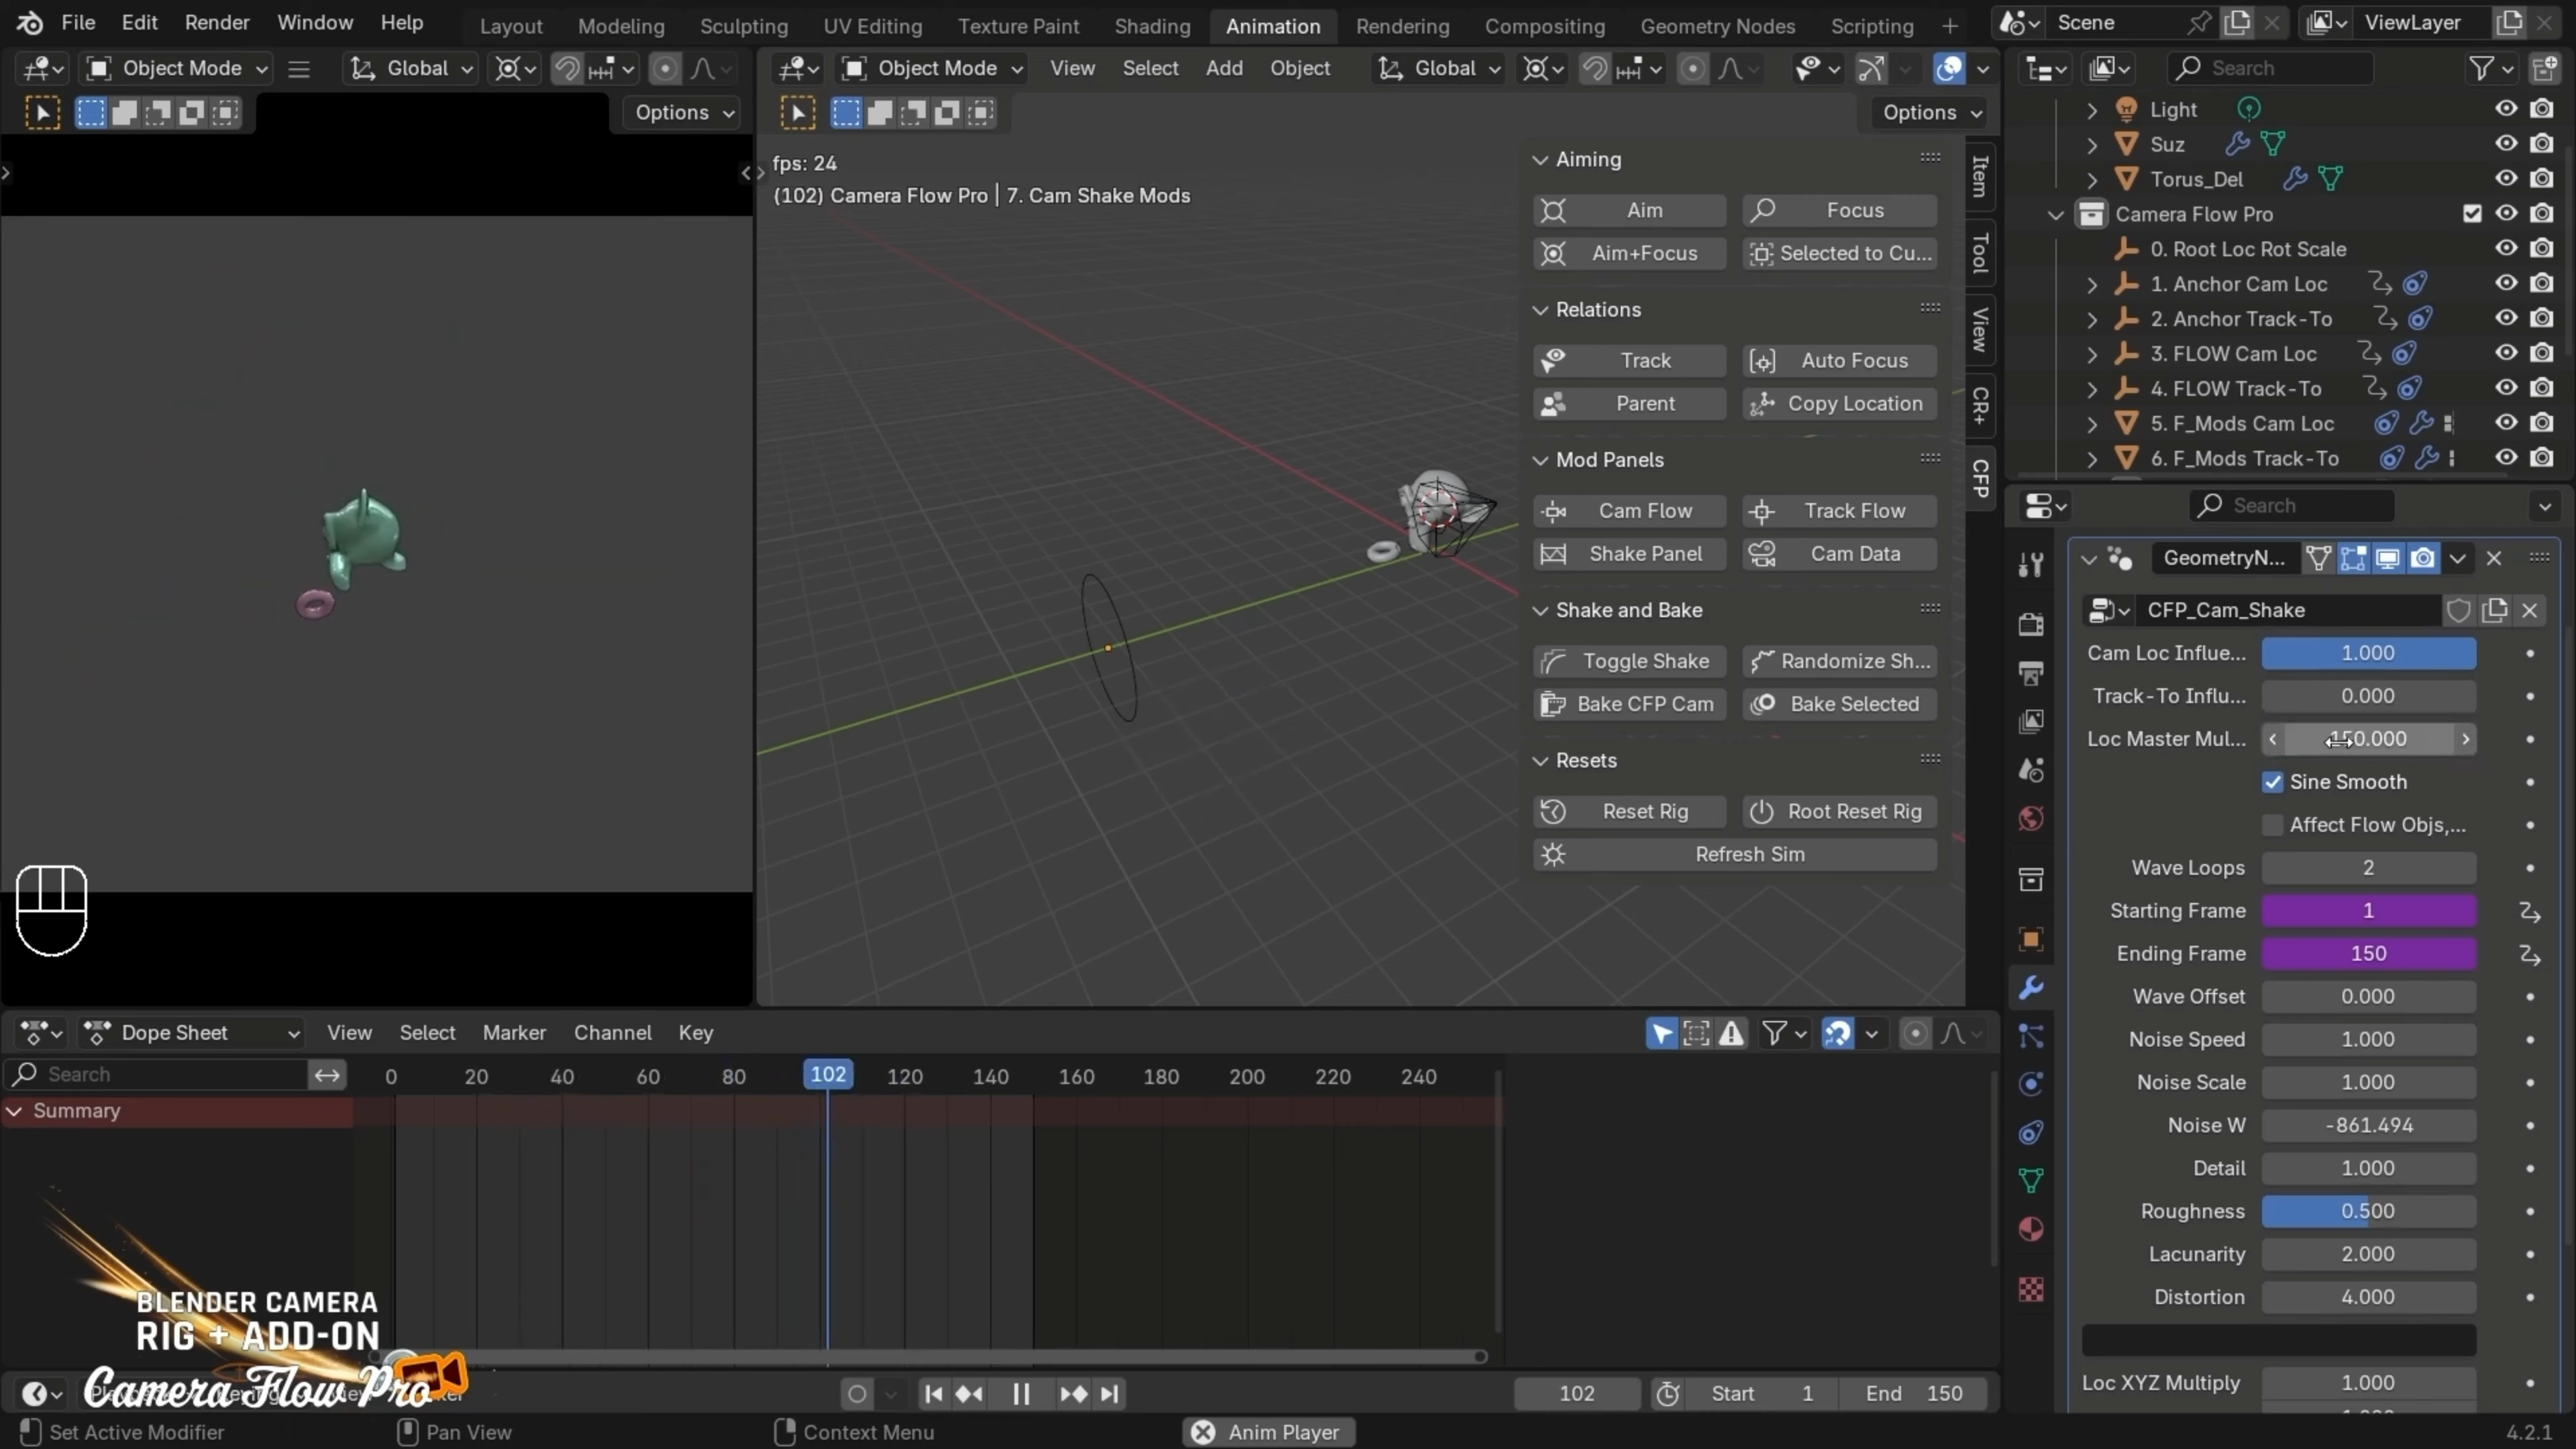 File Edit Render Window Help Layout Modeling Sculpting UV Editing Texture Paint Shading Animation Rendering Compositing Geometry Nodes Scripting + Scene ViewLayer
Object Mode Global Object Mode View Select Add Object Global Search
Options Options
fps: 24
(102) Camera Flow Pro | 7. Cam Shake Mods
Aiming
Aim Focus
Aim+Focus Selected to Cu...
Relations
Track Auto Focus
Parent Copy Location
Mod Panels
Cam Flow Track Flow
Shake Panel Cam Data
Shake and Bake
Toggle Shake Randomize Sh...
Bake CFP Cam Bake Selected
Resets
Reset Rig Root Reset Rig
Refresh Sim
Item
Tool
View
CR+
CFP
Light
Suz
Torus_Del
Camera Flow Pro
0. Root Loc Rot Scale
1. Anchor Cam Loc
2. Anchor Track-To
3. FLOW Cam Loc
4. FLOW Track-To
5. F_Mods Cam Loc
6. F_Mods Track-To
Search
GeometryN...
CFP_Cam_Shake
Cam Loc Influe... 1.000
Track-To Influ... 0.000
Loc Master Mul... 150.000
Sine Smooth
Affect Flow Objs,...
Wave Loops 2
Starting Frame 1
Ending Frame 150
Wave Offset 0.000
Noise Speed 1.000
Noise Scale 1.000
Noise W -861.494
Detail 1.000
Roughness 0.500
Lacunarity 2.000
Distortion 4.000
Loc XYZ Multiply 1.000
Dope Sheet View Select Marker Channel Key
Search 0 20 40 60 80 102 120 140 160 180 200 220 240
Summary
BLENDER CAMERA
RIG + ADD-ON
Camera Flow Pro
102 Start 1 End 150
Set Active Modifier Pan View Context Menu Anim Player 4.2.1